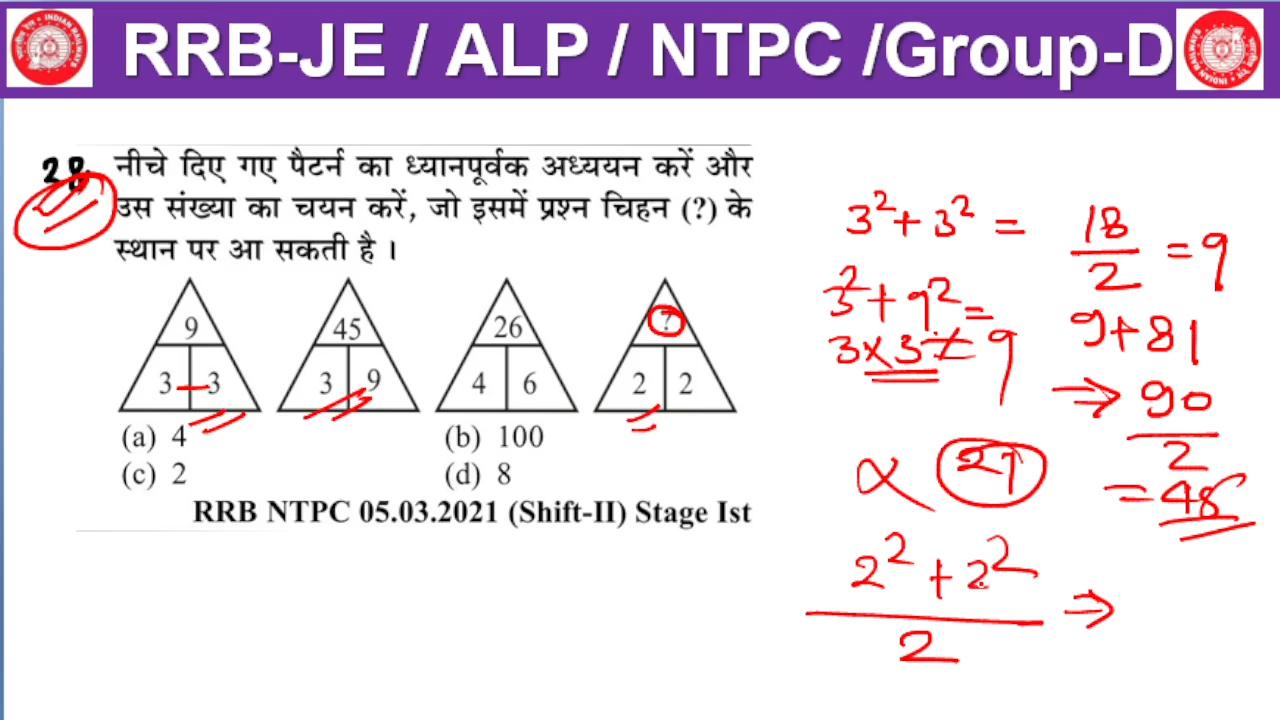 RRB-JE / ALP / NTPC /Group-D
28.
नीचे दिए गए पैटर्न का ध्यानपूर्वक अध्ययन करें और
उस संख्या का चयन करें, जो इसमें प्रश्न चिहन (?) के
स्थान पर आ सकती है ।
9 45 26 ?
3 3 3 9 4 6 2 2
(a) 4 (b) 100
(c) 2 (d) 8
RRB NTPC 05.03.2021 (Shift-II) Stage Ist
3² + 3² = 18/2 = 9
3² + 9² = 9+81
3×3 = 9
→ 90/2
= 45
27
2² + 2² / 2 →